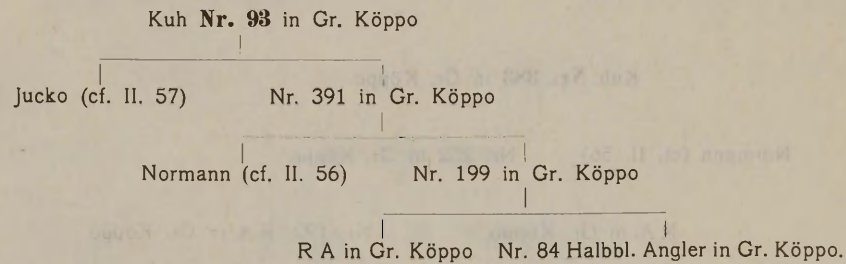 Kuh Nr. 93 in Gr. Köppo
Jucko (cf. II. 57) Nr. 391 in Gr. Köppo
Normann (cf. II. 56) Nr. 199 in Gr. Köppo
R A in Gr. Köppo Nr. 84 Halbbl. Angler in Gr. Köppo.